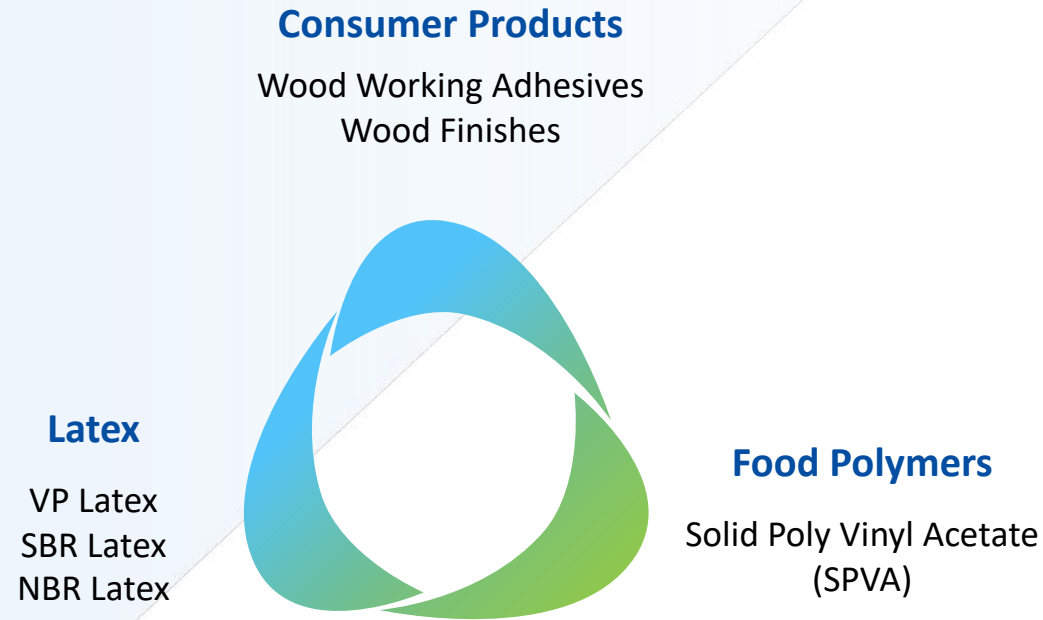 Consumer Products
Wood Working Adhesives
Wood Finishes
Latex
VP Latex
SBR Latex
NBR Latex
Food Polymers
Solid Poly Vinyl Acetate
(SPVA)